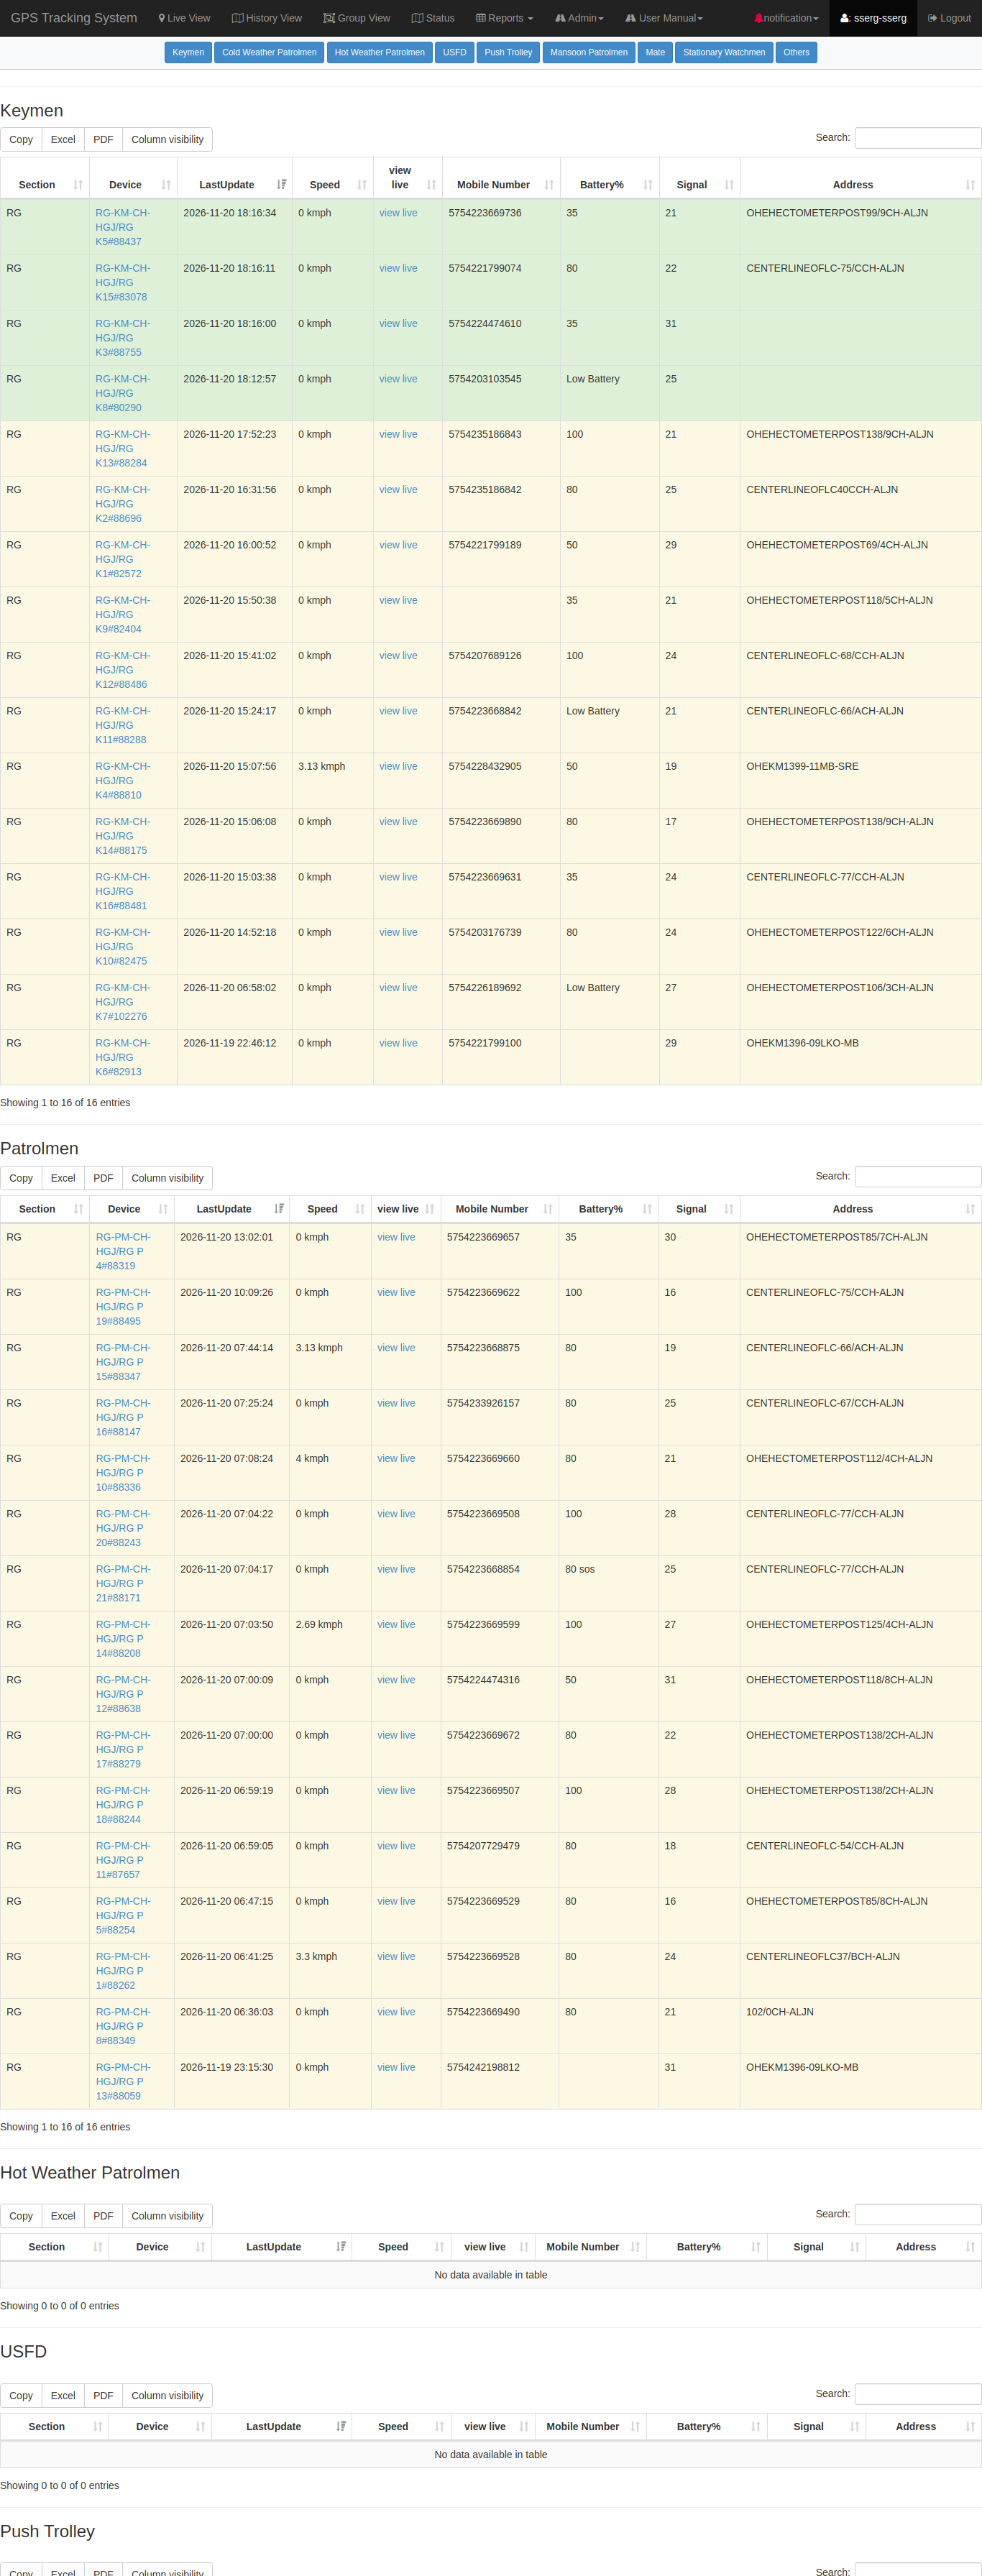 GPS Tracking System Live View History View Group View Status Reports Admin User Manual notification : sserg-sserg Logout
Keymen Cold Weather Patrolmen Hot Weather Patrolmen USFD Push Trolley Mansoon Patrolmen Mate Stationary Watchmen Others
Keymen
Copy Excel PDF Column visibility Search:
view
Section Device LastUpdate Speed live Mobile Number Battery% Signal Address
RG RG-KM-CH- 2026-11-20 18:16:34 0 kmph view live 5754223669736 35 21 OHEHECTOMETERPOST99/9CH-ALJN
HGJ/RG
K5#88437
RG RG-KM-CH- 2026-11-20 18:16:11 0 kmph view live 5754221799074 80 22 CENTERLINEOFLC-75/CCH-ALJN
HGJ/RG
K15#83078
RG RG-KM-CH- 2026-11-20 18:16:00 0 kmph view live 5754224474610 35 31
HGJ/RG
K3#88755
RG RG-KM-CH- 2026-11-20 18:12:57 0 kmph view live 5754203103545 Low Battery 25
HGJ/RG
K8#80290
RG RG-KM-CH- 2026-11-20 17:52:23 0 kmph view live 5754235186843 100 21 OHEHECTOMETERPOST138/9CH-ALJN
HGJ/RG
K13#88284
RG RG-KM-CH- 2026-11-20 16:31:56 0 kmph view live 5754235186842 80 25 CENTERLINEOFLC40CCH-ALJN
HGJ/RG
K2#88696
RG RG-KM-CH- 2026-11-20 16:00:52 0 kmph view live 5754221799189 50 29 OHEHECTOMETERPOST69/4CH-ALJN
HGJ/RG
K1#82572
RG RG-KM-CH- 2026-11-20 15:50:38 0 kmph view live 35 21 OHEHECTOMETERPOST118/5CH-ALJN
HGJ/RG
K9#82404
RG RG-KM-CH- 2026-11-20 15:41:02 0 kmph view live 5754207689126 100 24 CENTERLINEOFLC-68/CCH-ALJN
HGJ/RG
K12#88486
RG RG-KM-CH- 2026-11-20 15:24:17 0 kmph view live 5754223668842 Low Battery 21 CENTERLINEOFLC-66/ACH-ALJN
HGJ/RG
K11#88288
RG RG-KM-CH- 2026-11-20 15:07:56 3.13 kmph view live 5754228432905 50 19 OHEKM1399-11MB-SRE
HGJ/RG
K4#88810
RG RG-KM-CH- 2026-11-20 15:06:08 0 kmph view live 5754223669890 80 17 OHEHECTOMETERPOST138/9CH-ALJN
HGJ/RG
K14#88175
RG RG-KM-CH- 2026-11-20 15:03:38 0 kmph view live 5754223669631 35 24 CENTERLINEOFLC-77/CCH-ALJN
HGJ/RG
K16#88481
RG RG-KM-CH- 2026-11-20 14:52:18 0 kmph view live 5754203176739 80 24 OHEHECTOMETERPOST122/6CH-ALJN
HGJ/RG
K10#82475
RG RG-KM-CH- 2026-11-20 06:58:02 0 kmph view live 5754226189692 Low Battery 27 OHEHECTOMETERPOST106/3CH-ALJN
HGJ/RG
K7#102276
RG RG-KM-CH- 2026-11-19 22:46:12 0 kmph view live 5754221799100 29 OHEKM1396-09LKO-MB
HGJ/RG
K6#82913
Showing 1 to 16 of 16 entries
Patrolmen
Copy Excel PDF Column visibility Search:
Section Device LastUpdate Speed view live Mobile Number Battery% Signal Address
RG RG-PM-CH- 2026-11-20 13:02:01 0 kmph view live 5754223669657 35 30 OHEHECTOMETERPOST85/7CH-ALJN
HGJ/RG P
4#88319
RG RG-PM-CH- 2026-11-20 10:09:26 0 kmph view live 5754223669622 100 16 CENTERLINEOFLC-75/CCH-ALJN
HGJ/RG P
19#88495
RG RG-PM-CH- 2026-11-20 07:44:14 3.13 kmph view live 5754223668875 80 19 CENTERLINEOFLC-66/ACH-ALJN
HGJ/RG P
15#88347
RG RG-PM-CH- 2026-11-20 07:25:24 0 kmph view live 5754233926157 80 25 CENTERLINEOFLC-67/CCH-ALJN
HGJ/RG P
16#88147
RG RG-PM-CH- 2026-11-20 07:08:24 4 kmph view live 5754223669660 80 21 OHEHECTOMETERPOST112/4CH-ALJN
HGJ/RG P
10#88336
RG RG-PM-CH- 2026-11-20 07:04:22 0 kmph view live 5754223669508 100 28 CENTERLINEOFLC-77/CCH-ALJN
HGJ/RG P
20#88243
RG RG-PM-CH- 2026-11-20 07:04:17 0 kmph view live 5754223668854 80 sos 25 CENTERLINEOFLC-77/CCH-ALJN
HGJ/RG P
21#88171
RG RG-PM-CH- 2026-11-20 07:03:50 2.69 kmph view live 5754223669599 100 27 OHEHECTOMETERPOST125/4CH-ALJN
HGJ/RG P
14#88208
RG RG-PM-CH- 2026-11-20 07:00:09 0 kmph view live 5754224474316 50 31 OHEHECTOMETERPOST118/8CH-ALJN
HGJ/RG P
12#88638
RG RG-PM-CH- 2026-11-20 07:00:00 0 kmph view live 5754223669672 80 22 OHEHECTOMETERPOST138/2CH-ALJN
HGJ/RG P
17#88279
RG RG-PM-CH- 2026-11-20 06:59:19 0 kmph view live 5754223669507 100 28 OHEHECTOMETERPOST138/2CH-ALJN
HGJ/RG P
18#88244
RG RG-PM-CH- 2026-11-20 06:59:05 0 kmph view live 5754207729479 80 18 CENTERLINEOFLC-54/CCH-ALJN
HGJ/RG P
11#87657
RG RG-PM-CH- 2026-11-20 06:47:15 0 kmph view live 5754223669529 80 16 OHEHECTOMETERPOST85/8CH-ALJN
HGJ/RG P
5#88254
RG RG-PM-CH- 2026-11-20 06:41:25 3.3 kmph view live 5754223669528 80 24 CENTERLINEOFLC37/BCH-ALJN
HGJ/RG P
1#88262
RG RG-PM-CH- 2026-11-20 06:36:03 0 kmph view live 5754223669490 80 21 102/0CH-ALJN
HGJ/RG P
8#88349
RG RG-PM-CH- 2026-11-19 23:15:30 0 kmph view live 5754242198812 31 OHEKM1396-09LKO-MB
HGJ/RG P
13#88059
Showing 1 to 16 of 16 entries
Hot Weather Patrolmen
Copy Excel PDF Column visibility Search:
Section Device LastUpdate Speed view live Mobile Number Battery% Signal Address
No data available in table
Showing 0 to 0 of 0 entries
USFD
Copy Excel PDF Column visibility Search:
Section Device LastUpdate Speed view live Mobile Number Battery% Signal Address
No data available in table
Showing 0 to 0 of 0 entries
Push Trolley
Copy Excel PDF Column visibility Search: